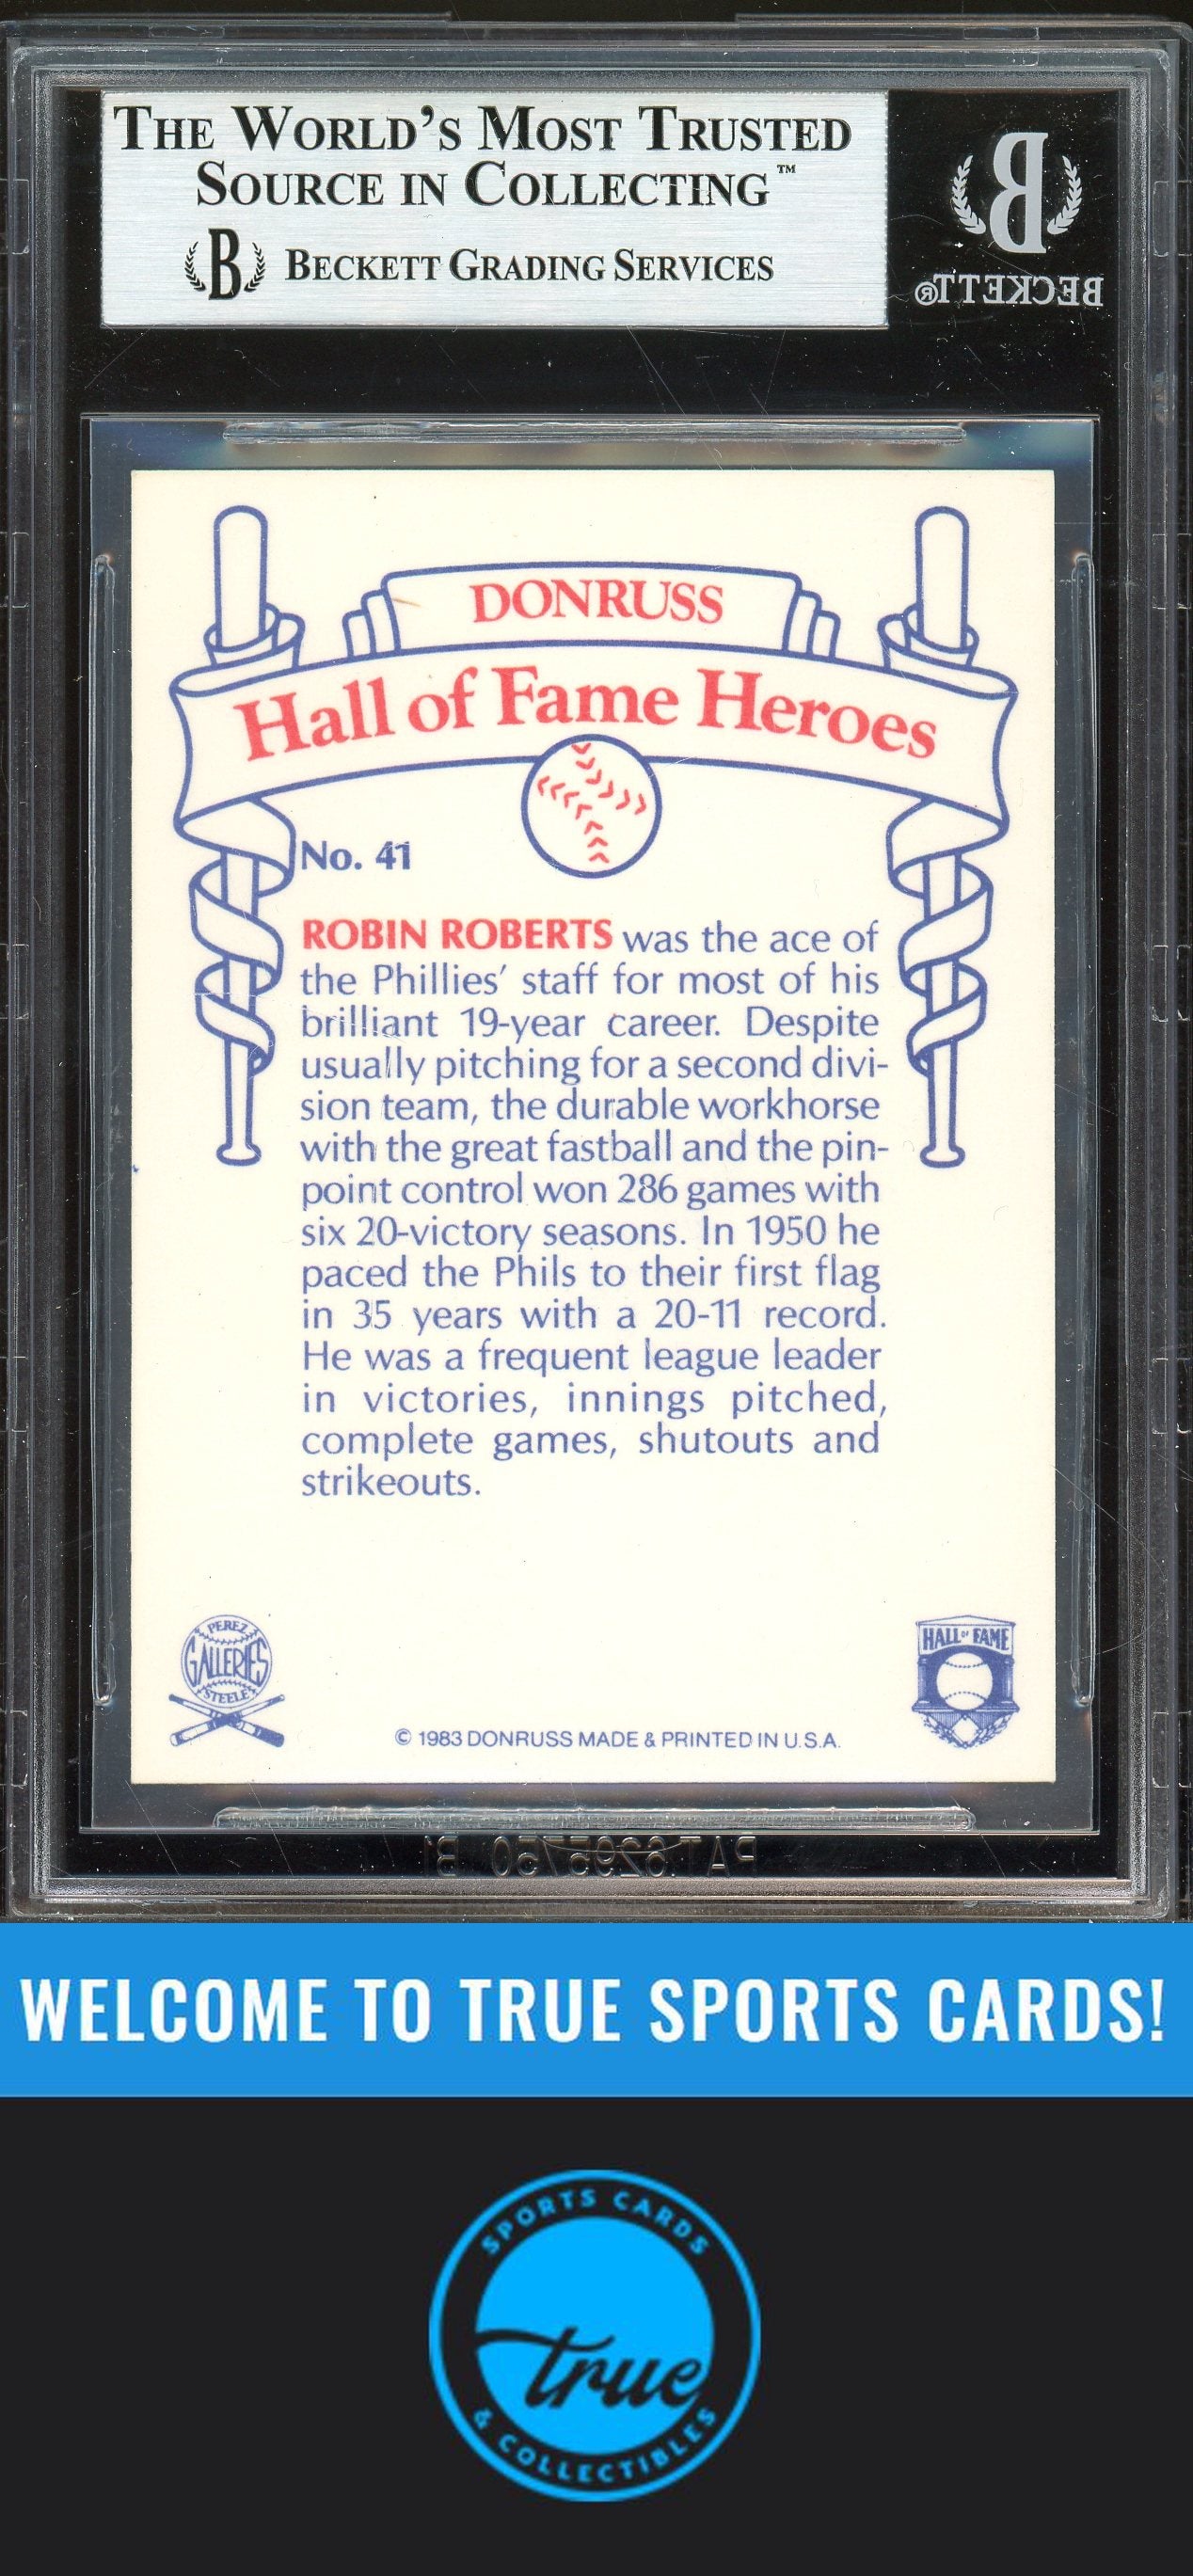 THE WORLD'S MOST TRUSTED
SOURCE IN COLLECTING™
B BECKETT GRADING SERVICES
B
BECKETT®
DONRUSS
Hall of Fame Heroes
No. 41
ROBIN ROBERTS was the ace of
the Phillies' staff for most of his
brilliant 19-year career. Despite
usually pitching for a second divi-
sion team, the durable workhorse
with the great fastball and the pin-
point control won 286 games with
six 20-victory seasons. In 1950 he
paced the Phils to their first flag
in 35 years with a 20-11 record.
He was a frequent league leader
in victories, innings pitched,
complete games, shutouts and
strikeouts.
PEREZ
GALLERIES
STEELE
HALL OF FAME
© 1983 DONRUSS MADE & PRINTED IN U.S.A.
PAT.6295750 B1
WELCOME TO TRUE SPORTS CARDS!
SPORTS CARDS
true
& COLLECTIBLES